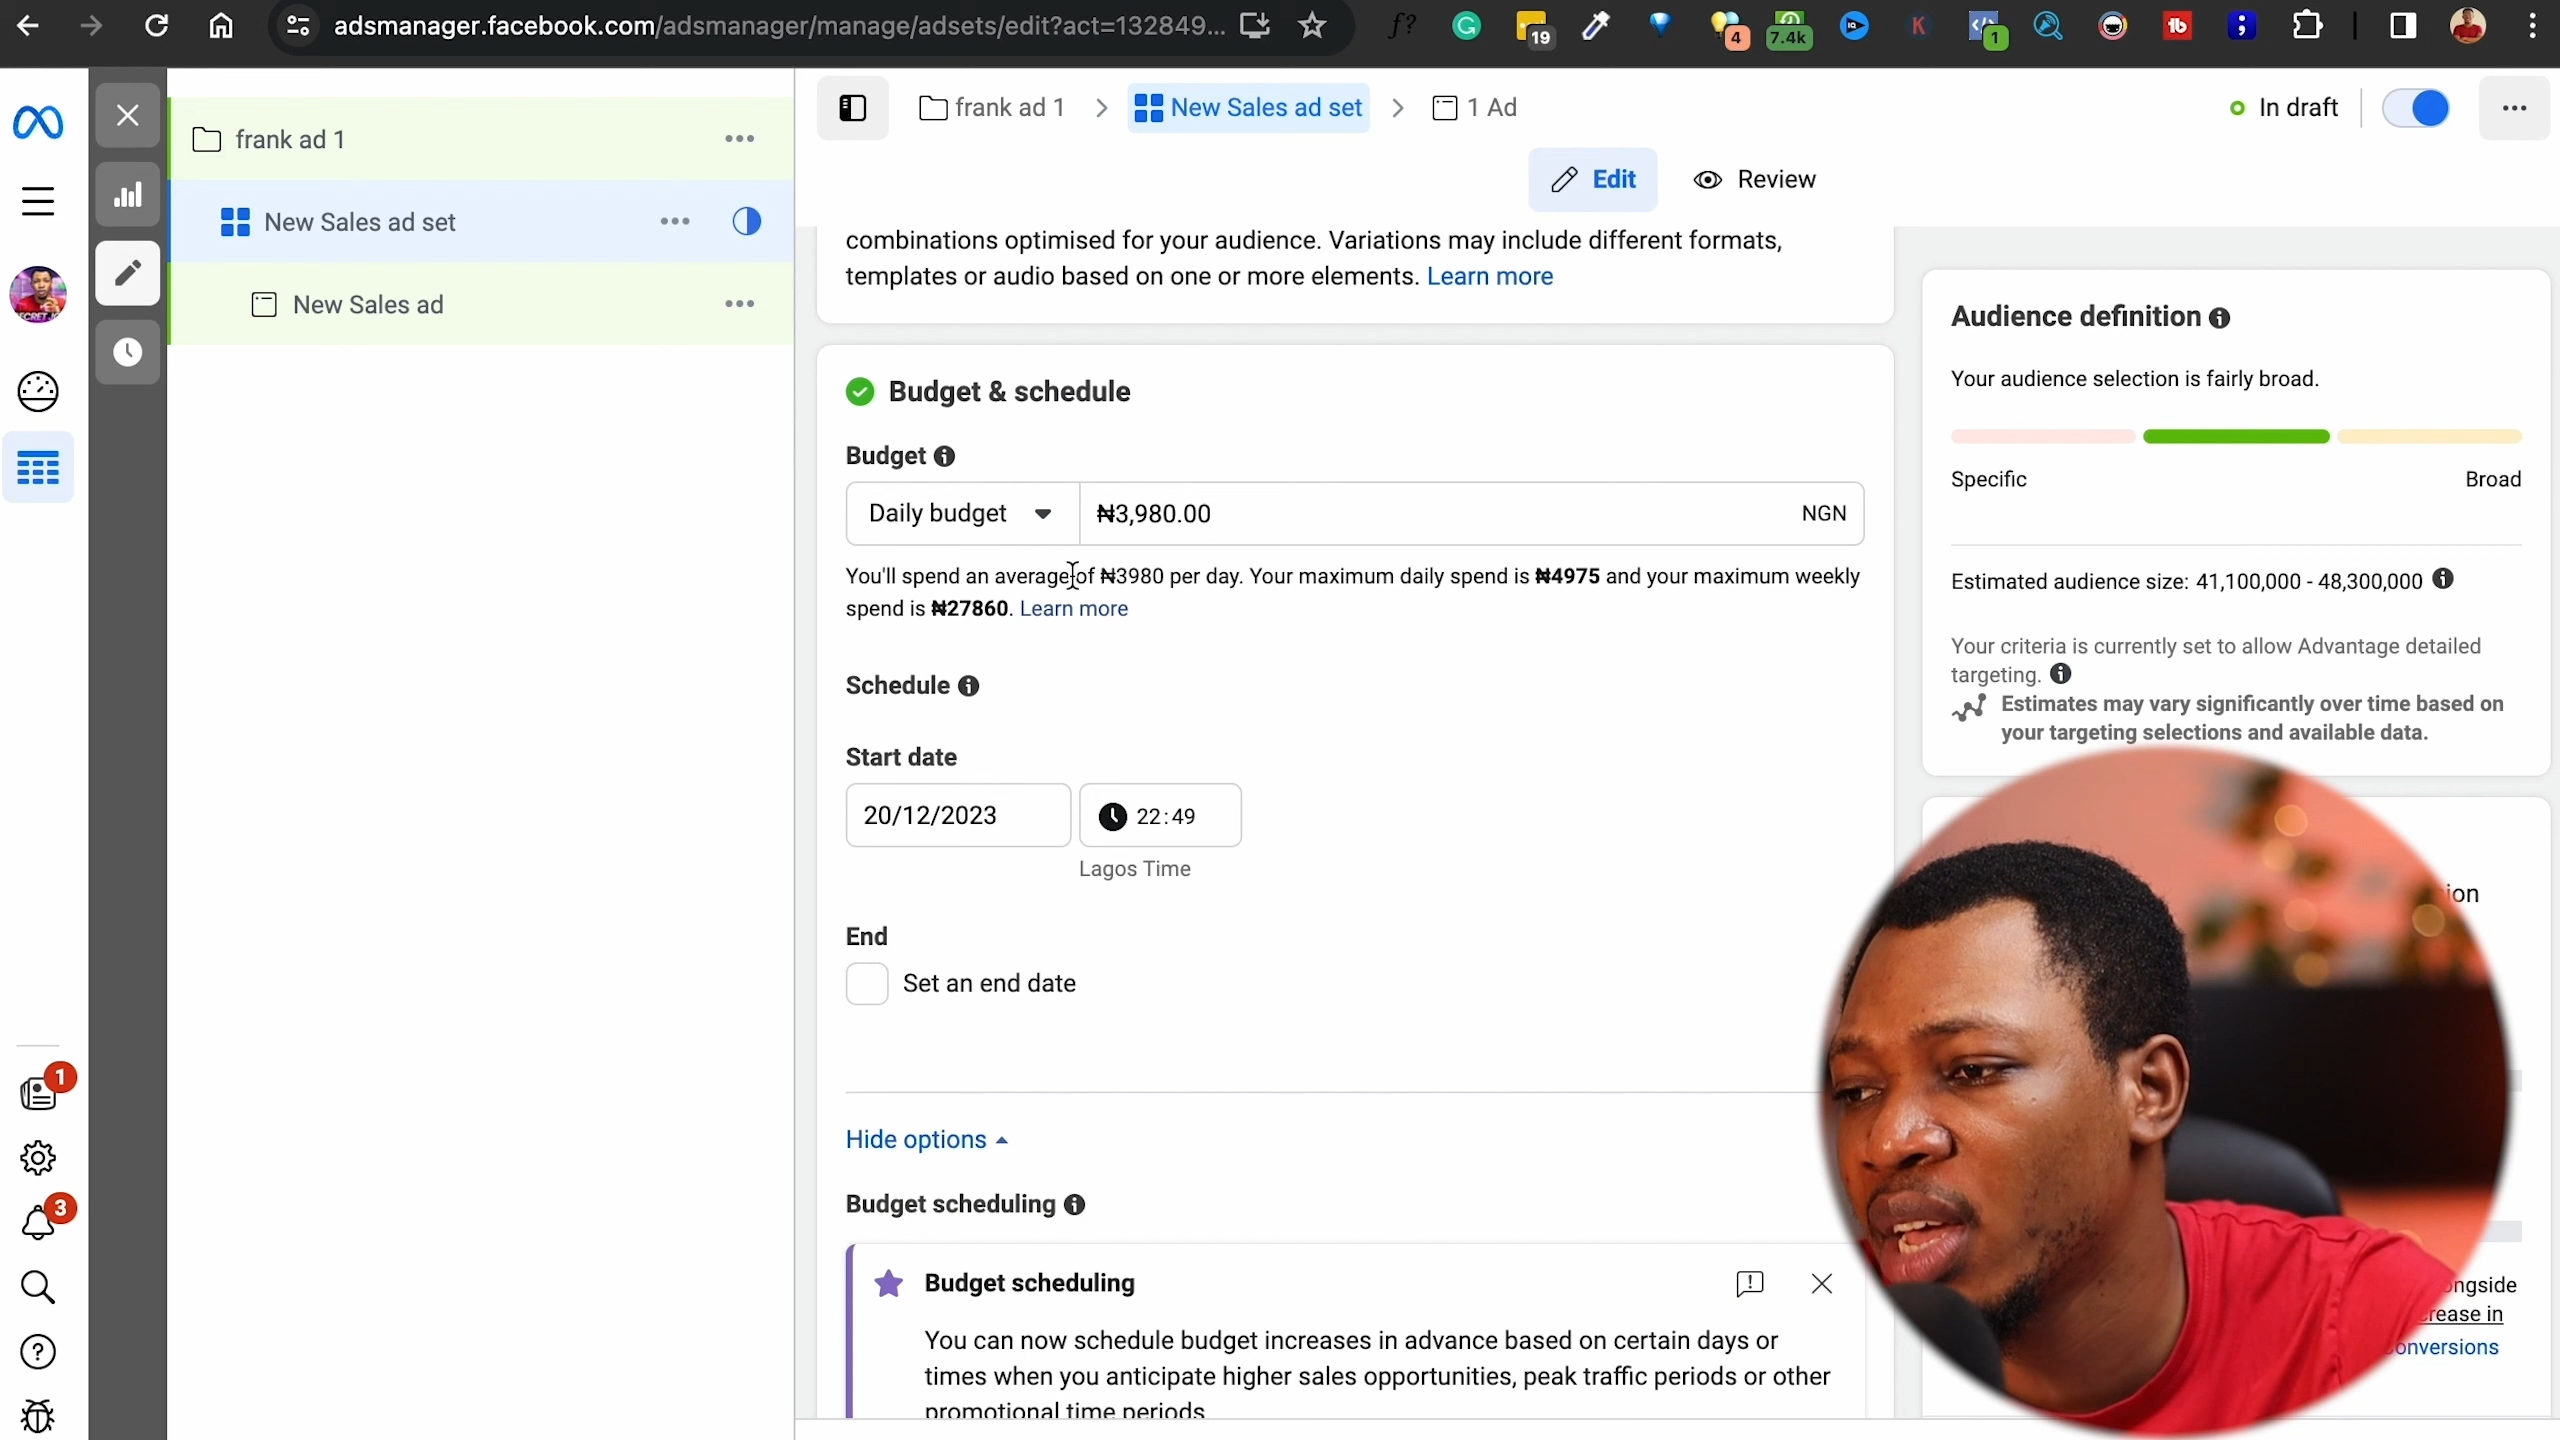 adsmanager.facebook.com/adsmanager/manage/adsets/edit?act=132849...
f?
19
4
7.4k
K
1
frank ad 1
New Sales ad set
1 Ad
In draft
frank ad 1
New Sales ad set
New Sales ad
Edit
Review
combinations optimised for your audience. Variations may include different formats,
templates or audio based on one or more elements. Learn more
Budget & schedule
Budget
Daily budget
₦3,980.00
NGN
You'll spend an average of ₦3980 per day. Your maximum daily spend is ₦4975 and your maximum weekly
spend is ₦27860. Learn more
Schedule
Start date
20/12/2023
22:49
Lagos Time
End
Set an end date
Hide options
Budget scheduling
Budget scheduling
You can now schedule budget increases in advance based on certain days or
times when you anticipate higher sales opportunities, peak traffic periods or other
promotional time periods
Audience definition
Your audience selection is fairly broad.
Specific
Broad
Estimated audience size: 41,100,000 - 48,300,000
Your criteria is currently set to allow Advantage detailed
targeting.
Estimates may vary significantly over time based on
your targeting selections and available data.
1
3